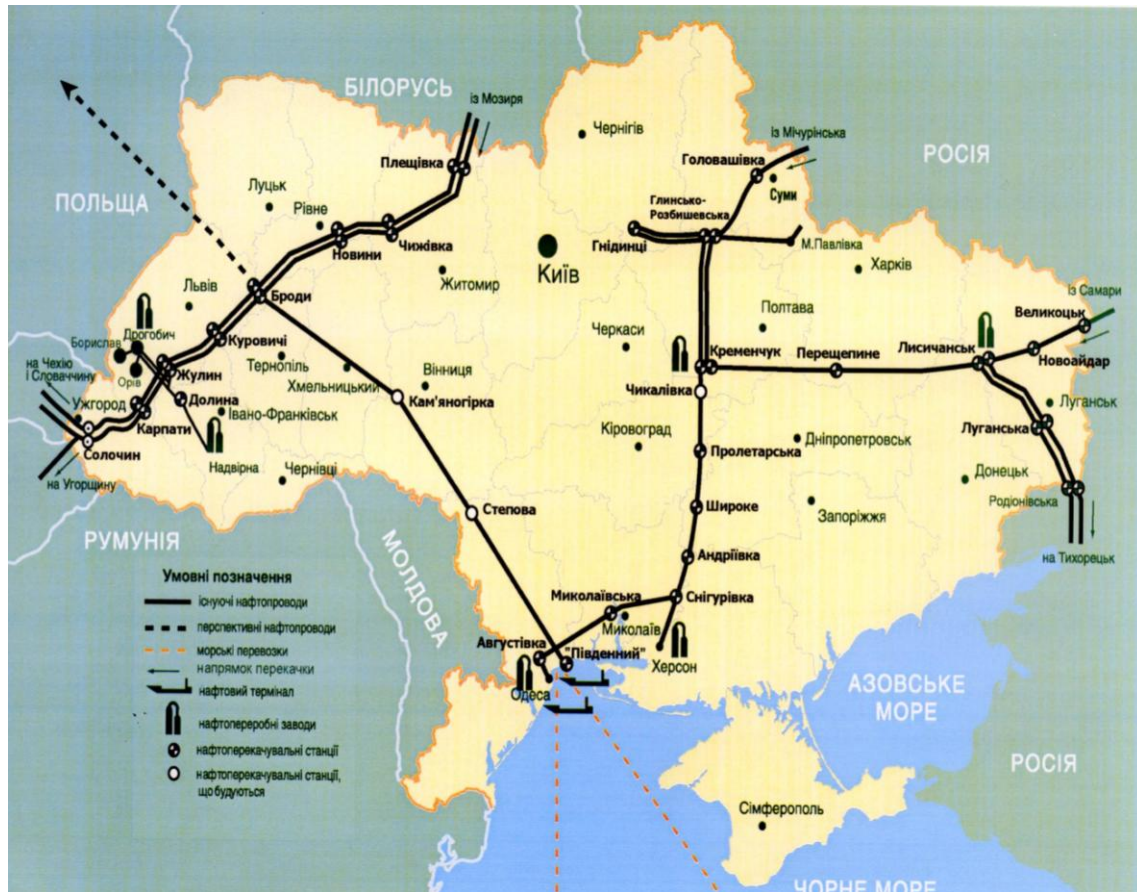 БІЛОРУСЬ
із Мозиря
Чернігів
із Мічурінська
Плещівка
Головашівка
РОСІЯ
Суми
ПОЛЬЩА
Луцьк
Рівне
Глинсько-
Розбишевська
Гнідинці
М.Павлівка
Новини
Чижівка
Київ
Харків
Житомир
із Самари
Броди
Львів
Полтава
Великоцьк
Дрогобич
Борислав
Куровичі
Черкаси
Лисичанськ
Новоайдар
на Чехію
і Словаччину
Орів
Жулин
Тернопіль
Хмельницький
Вінниця
Кременчук
Перещепине
Чикалівка
Ужгород
Долина
Кам'яногірка
Луганськ
Івано-Франківськ
Карпати
Луганська
Солочин
Кіровоград
Дніпропетровськ
Пролетарська
Надвірна
Чернівці
Донецьк
на Угорщину
Родіонівська
Степова
Широке
Запоріжжя
РУМУНІЯ
МОЛДОВА
Андріївка
на Тихорецьк
Умовні позначення
існуючі нафтопроводи
перспективні нафтопроводи
морські перевозки
напрямок перекачки
нафтовий термінал
нафтопереробні заводи
нафтоперекачувальні станції
нафтоперекачувальні станції,
що будуються
Миколаївська
Снігурівка
Миколаїв
Августівка
"Південний"
Херсон
Одеса
АЗОВСЬКЕ
МОРЕ
РОСІЯ
Сімферополь
ЧОРНЕ МОРЕ